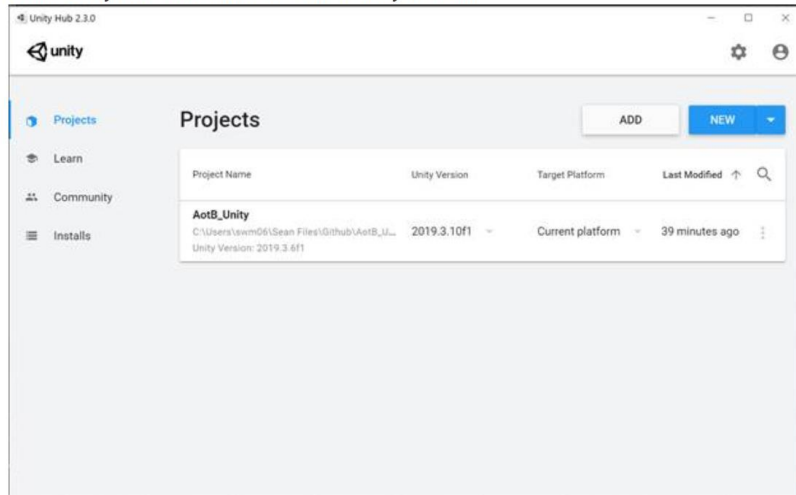 Unity Hub 2.3.0
unity
Projects
Learn
Community
Installs
Projects
ADD
NEW
Project Name
Unity Version
Target Platform
Last Modified
AotB_Unity
C:\Users\swm06\Sean Files\Github\AotB_U...
Unity Version: 2019.3.6f1
2019.3.10f1
Current platform
39 minutes ago